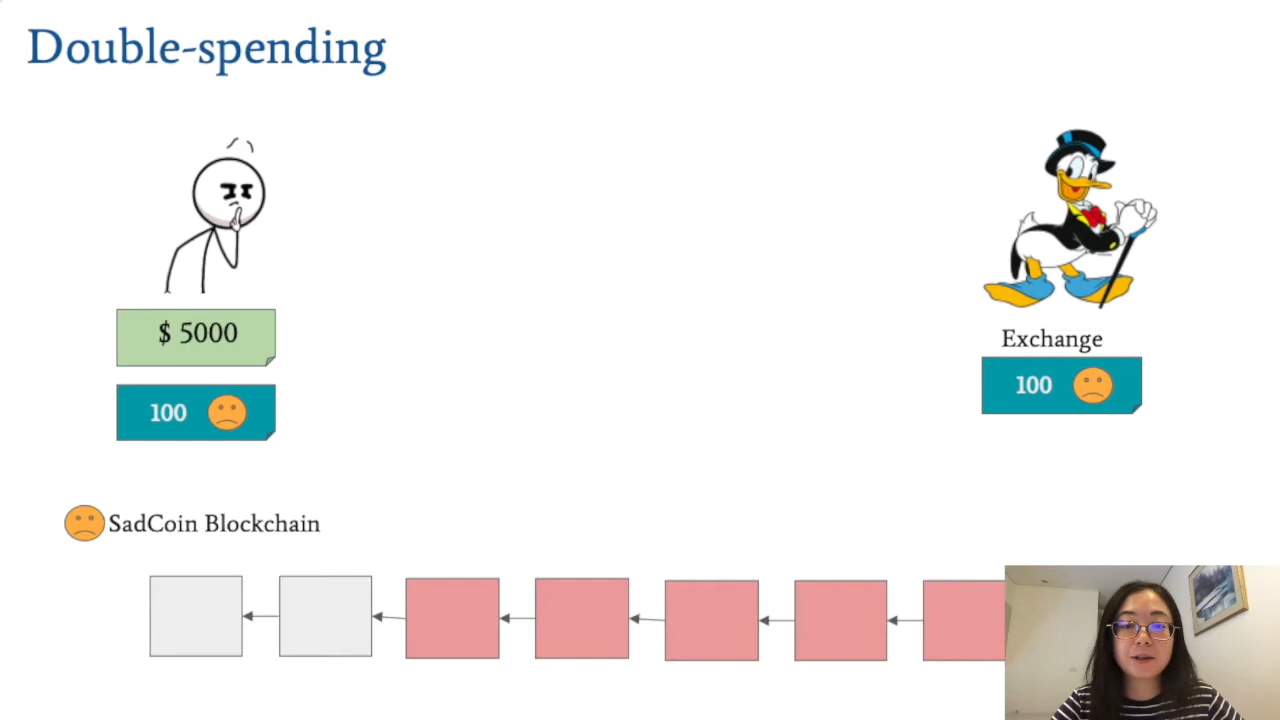 Double-spending
$ 5000
100
Exchange
100
SadCoin Blockchain